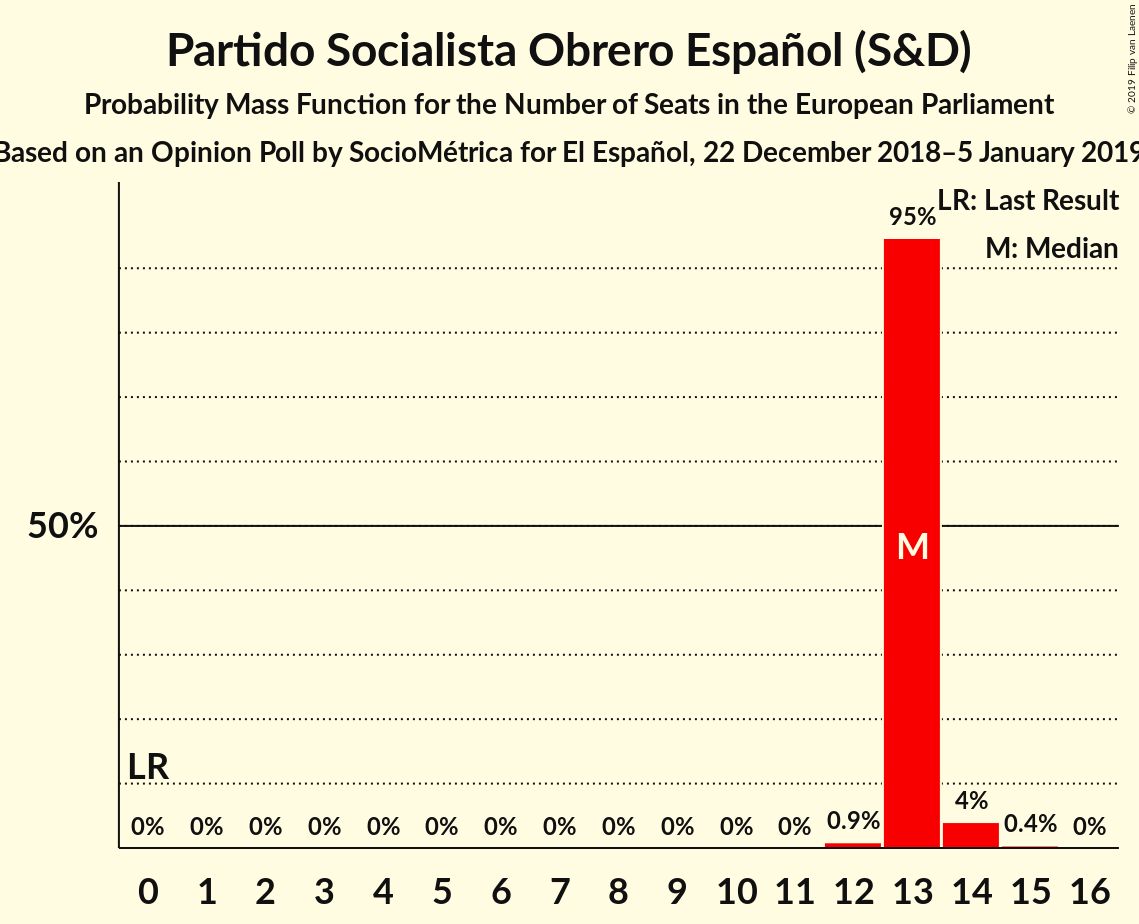 Partido Socialista Obrero Español (S&D)
Probability Mass Function for the Number of Seats in the European Parliament
Based on an Opinion Poll by SocioMétrica for El Español, 22 December 2018–5 January 2019
© 2019 Filip van Laenen
LR: Last Result
M: Median
95%
50%
M
LR
0% 0% 0% 0% 0% 0% 0% 0% 0% 0% 0% 0% 0.9% 4% 0.4% 0%
0 1 2 3 4 5 6 7 8 9 10 11 12 13 14 15 16